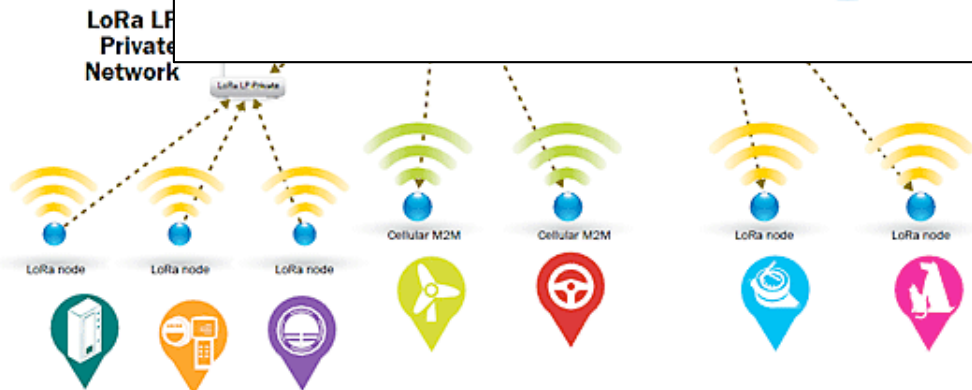 LoRa LP
Private
Network
LoRa LP Private
Cellular M2M
Cellular M2M
LoRa node
LoRa node
LoRa node
LoRa node
LoRa node